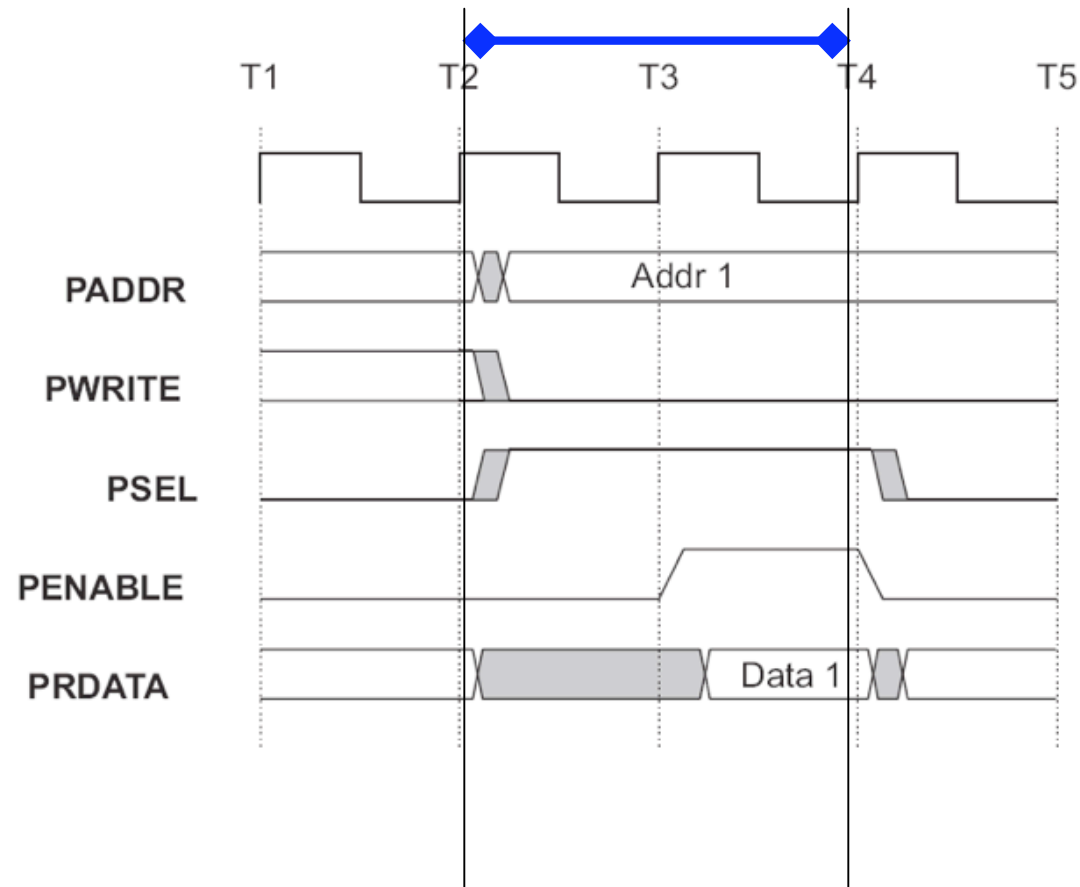 T1 T2 T3 T4 T5
PADDR Addr 1
PWRITE
PSEL
PENABLE
PRDATA Data 1